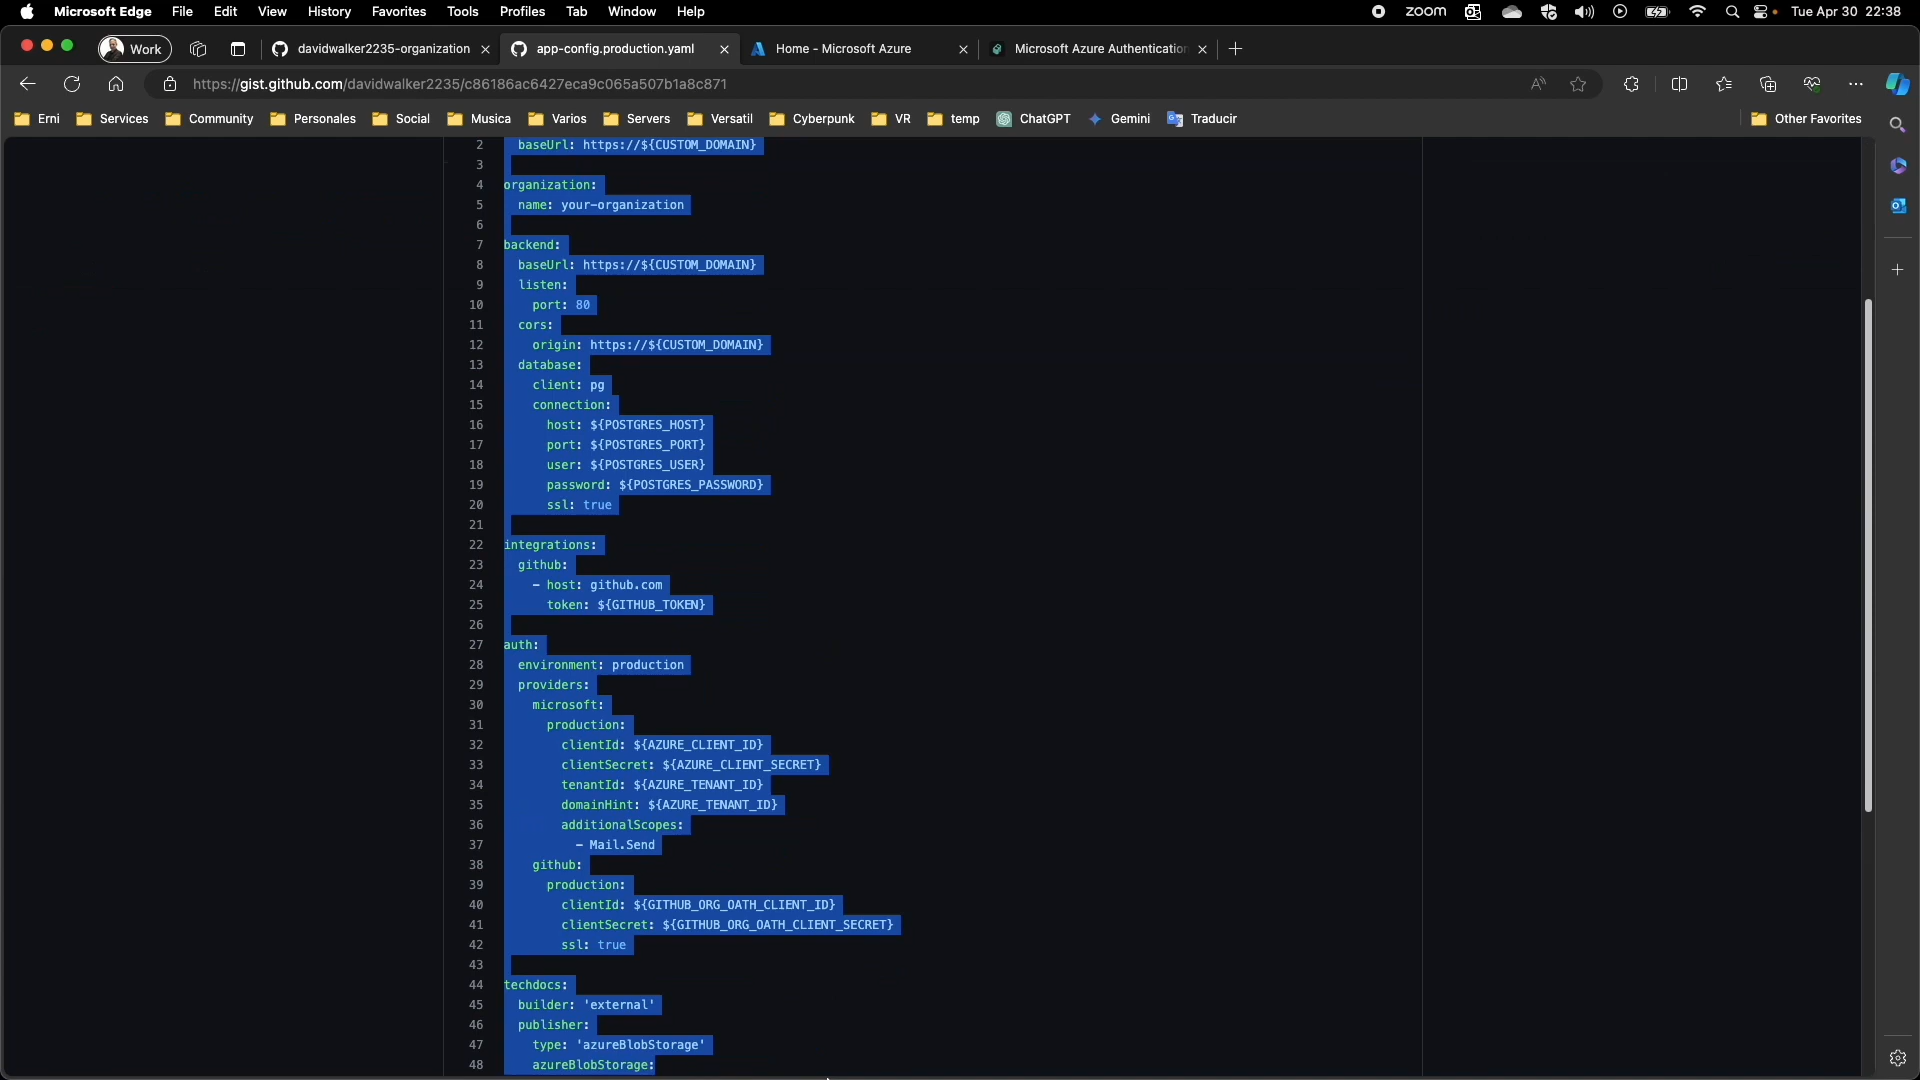 Microsoft Edge File Edit View History Favorites Tools Profiles Tab Window Help zoom Tue Apr 30 22:38
Work davidwalker2235-organization app-config.production.yaml Home - Microsoft Azure Microsoft Azure Authentication
https://gist.github.com/davidwalker2235/c86186ac6427eca9c065a507b1a8c871
Erni Services Community Personales Social Musica Varios Servers Versatil Cyberpunk VR temp ChatGPT Gemini Traducir Other Favorites
2 baseUrl: https://${CUSTOM_DOMAIN}
3
4 organization:
5 name: your-organization
6
7 backend:
8 baseUrl: https://${CUSTOM_DOMAIN}
9 listen:
10 port: 80
11 cors:
12 origin: https://${CUSTOM_DOMAIN}
13 database:
14 client: pg
15 connection:
16 host: ${POSTGRES_HOST}
17 port: ${POSTGRES_PORT}
18 user: ${POSTGRES_USER}
19 password: ${POSTGRES_PASSWORD}
20 ssl: true
21
22 integrations:
23 github:
24 - host: github.com
25 token: ${GITHUB_TOKEN}
26
27 auth:
28 environment: production
29 providers:
30 microsoft:
31 production:
32 clientId: ${AZURE_CLIENT_ID}
33 clientSecret: ${AZURE_CLIENT_SECRET}
34 tenantId: ${AZURE_TENANT_ID}
35 domainHint: ${AZURE_TENANT_ID}
36 additionalScopes:
37 - Mail.Send
38 github:
39 production:
40 clientId: ${GITHUB_ORG_OATH_CLIENT_ID}
41 clientSecret: ${GITHUB_ORG_OATH_CLIENT_SECRET}
42 ssl: true
43
44 techdocs:
45 builder: 'external'
46 publisher:
47 type: 'azureBlobStorage'
48 azureBlobStorage: